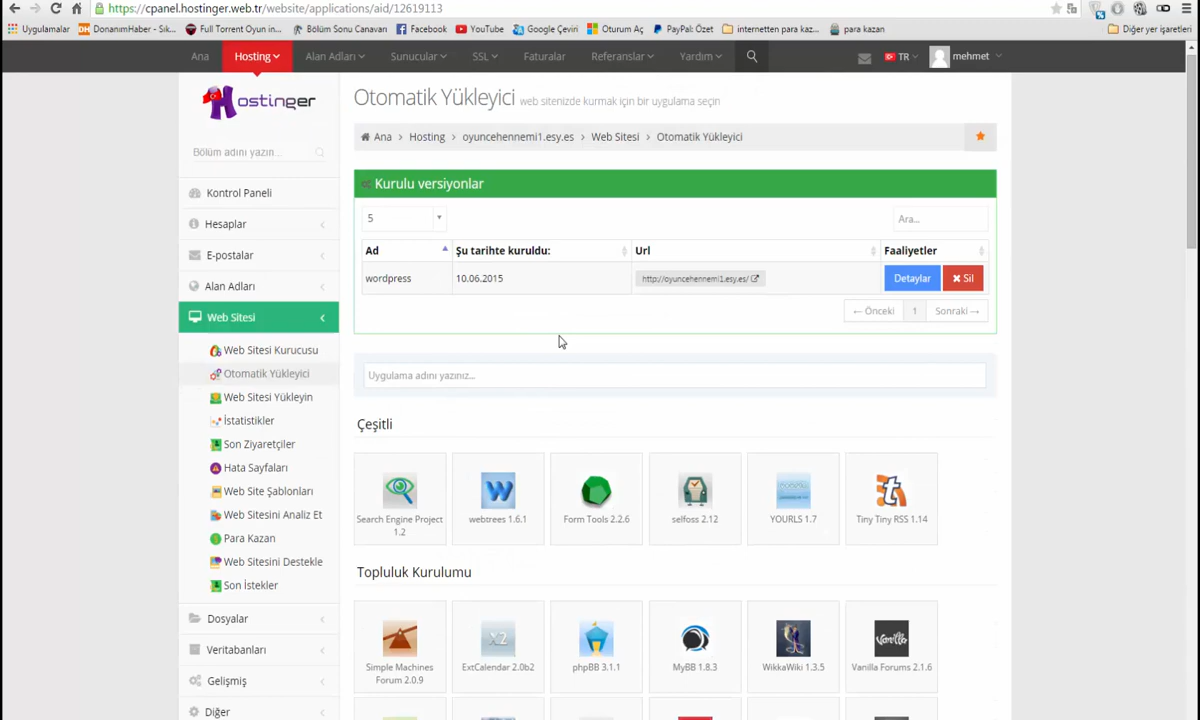 https://cpanel.hostinger.web.tr/website/applications/aid/12619113
Uygulamalar
DonanımHaber - Sık...
Full Torrent Oyun in...
Bölüm Sonu Canavarı
Facebook
YouTube
Google Çeviri
Oturum Aç
PayPal: Özet
internetten para kaz...
para kazan
Diğer yer işaretleri
Ana
Hosting
Alan Adları
Sunucular
SSL
Faturalar
Referanslar
Yardım
TR
mehmet
Hostinger
Otomatik Yükleyici web sitenizde kurmak için bir uygulama seçin
Ana > Hosting > oyuncehennemi1.esy.es > Web Sitesi > Otomatik Yükleyici
Bölüm adını yazın...
Kontrol Paneli
Hesaplar
E-postalar
Alan Adları
Web Sitesi
Web Sitesi Kurucusu
Otomatik Yükleyici
Web Sitesi Yükleyin
İstatistikler
Son Ziyaretçiler
Hata Sayfaları
Web Site Şablonları
Web Sitesini Analiz Et
Para Kazan
Web Sitesini Destekle
Son İstekler
Dosyalar
Veritabanları
Gelişmiş
Diğer
Kurulu versiyonlar
5
Ara...
Ad
Şu tarihte kuruldu:
Url
Faaliyetler
wordpress
10.06.2015
http://oyuncehennemi1.esy.es/
Detaylar
Sil
← Önceki
1
Sonraki →
Uygulama adını yazınız...
Çeşitli
Search Engine Project
1.2
webtrees 1.6.1
Form Tools 2.2.6
selfoss 2.12
YOURLS 1.7
Tiny Tiny RSS 1.14
Topluluk Kurulumu
Simple Machines
Forum 2.0.9
X2
ExtCalendar 2.0b2
phpBB 3.1.1
MyBB 1.8.3
WikkaWiki 1.3.5
Vanilla
Vanilla Forums 2.1.6